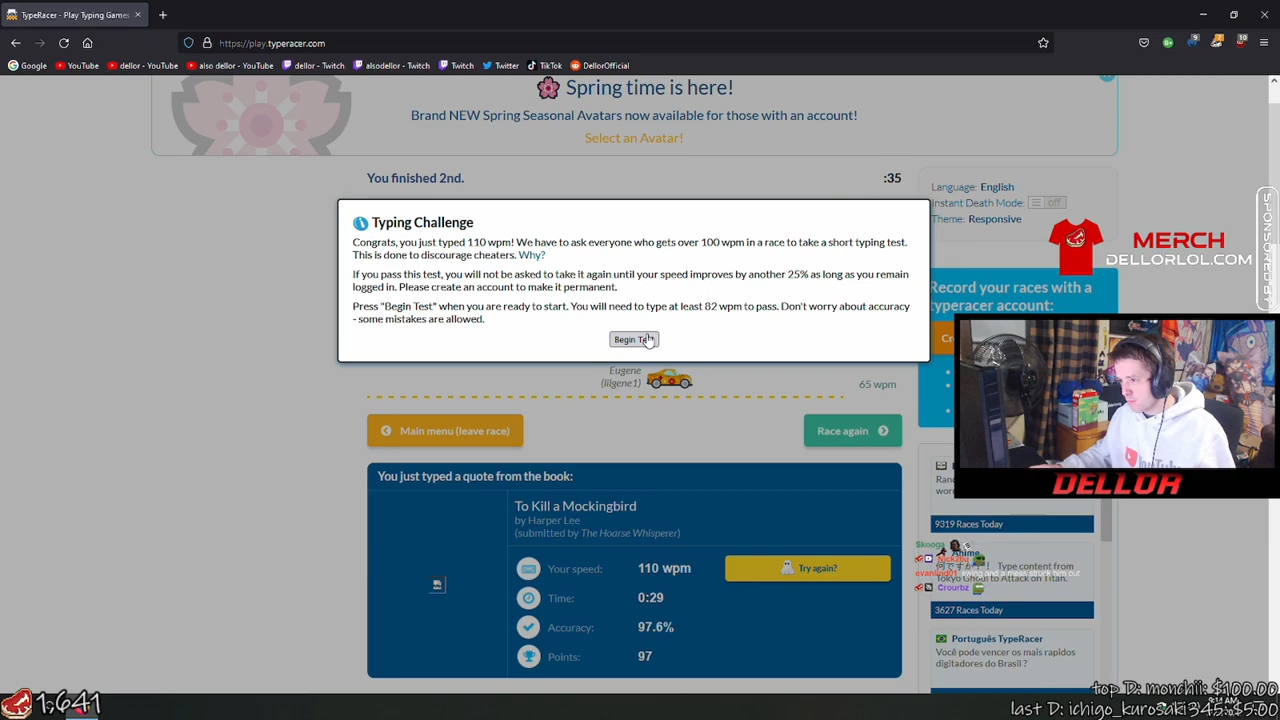 TypeRacer - Play Typing Games
https://play.typeracer.com
Google
YouTube
dellor - YouTube
also dellor - YouTube
dellor - Twitch
alsodellor - Twitch
Twitch
Twitter
TikTok
DellorOfficial
Spring time is here!
Brand NEW Spring Seasonal Avatars now available for those with an account!
Select an Avatar!
You finished 2nd.
:35
Language: English
Instant Death Mode: off
Theme: Responsive
Typing Challenge
Congrats, you just typed 110 wpm! We have to ask everyone who gets over 100 wpm in a race to take a short typing test.
This is done to discourage cheaters. Why?
If you pass this test, you will not be asked to take it again until your speed improves by another 25% as long as you remain
logged in. Please create an account to make it permanent.
Press "Begin Test" when you are ready to start. You will need to type at least 82 wpm to pass. Don't worry about accuracy
- some mistakes are allowed.
Begin
MERCH
DELLORLOL.COM
Record your races with a
typeracer account:
Eugene
(lilgene1)
65 wpm
Main menu (leave race)
Race again
You just typed a quote from the book:
To Kill a Mockingbird
by Harper Lee
(submitted by The Hoarse Whisperer)
Your speed:
110 wpm
Try again?
Time:
0:29
Accuracy:
97.6%
Points:
97
DELLOR
9319 Races Today
Skooga
Anime
evanlind01
Type content from
Tokyo Ghoul to Attack on Titan.
Crourbz
3627 Races Today
Português TypeRacer
Você pode vencer os mais rapidos
digitadores do Brasil ?
1,641
top D: monchii: $100.00
last D: ichigo_kurosaki345: $5.00